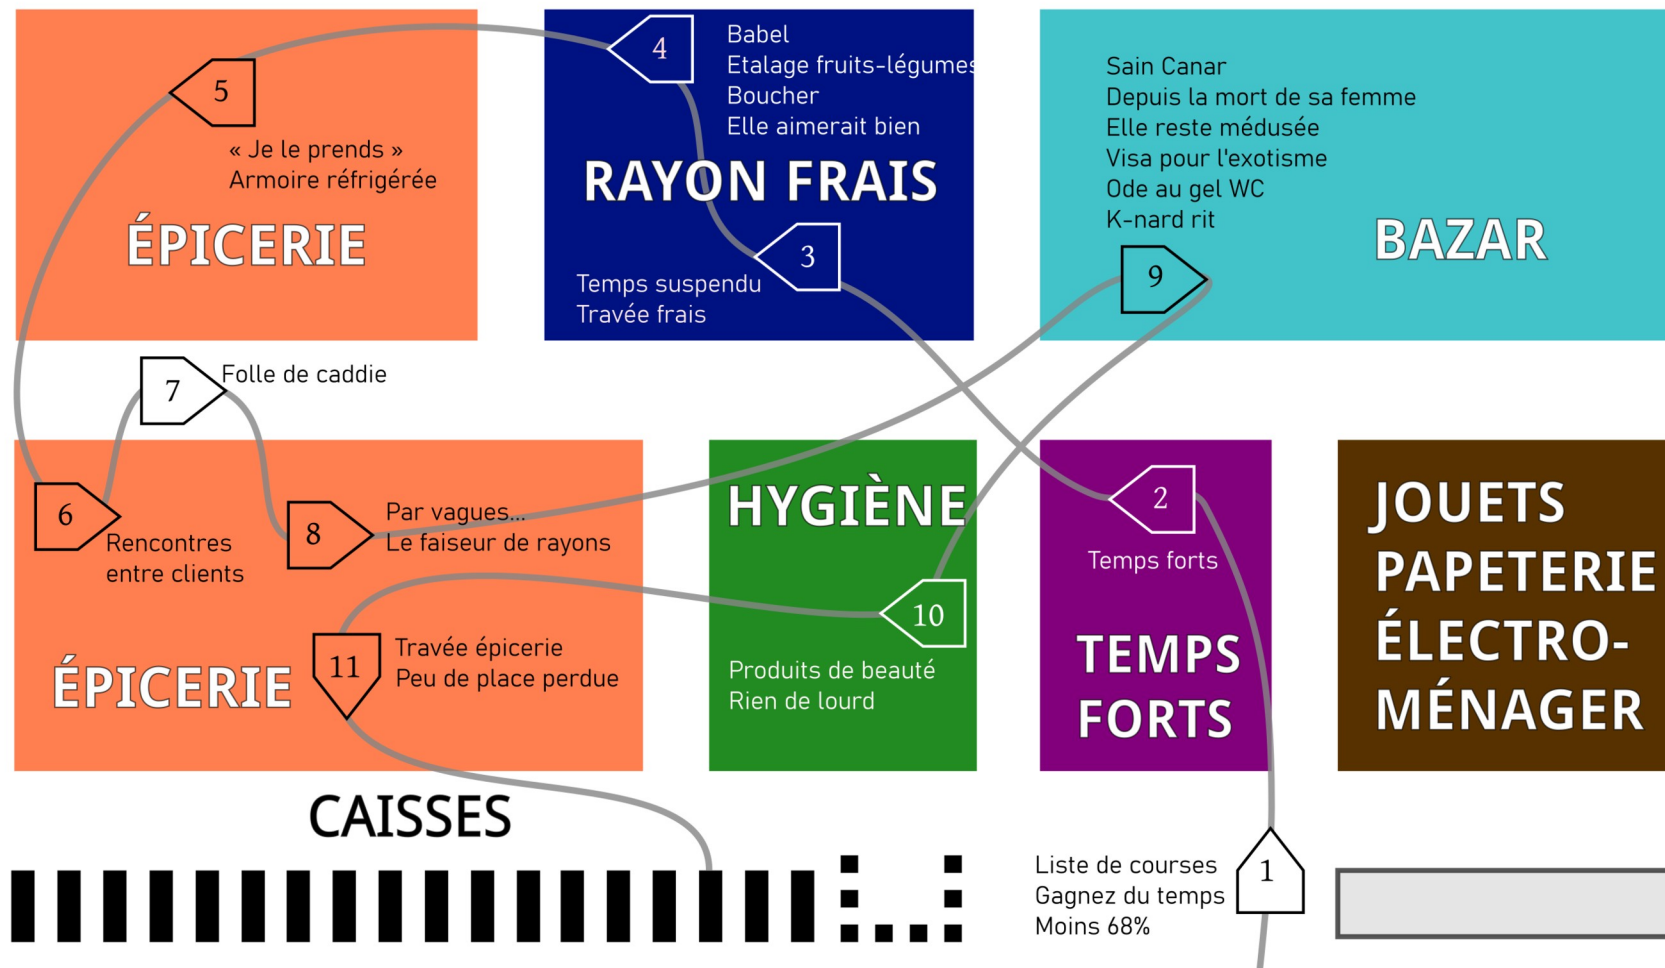 5
« Je le prends »
Armoire réfrigérée
ÉPICERIE
4
Babel
Etalage fruits-légumes
Boucher
Elle aimerait bien
RAYON FRAIS
3
Temps suspendu
Travée frais
Sain Canar
Depuis la mort de sa femme
Elle reste médusée
Visa pour l'exotisme
Ode au gel WC
K-nard rit
BAZAR
9
7
Folle de caddie
6
Rencontres
entre clients
8
Par vagues...
Le faiseur de rayons
11
Travée épicerie
Peu de place perdue
ÉPICERIE
HYGIÈNE
10
Produits de beauté
Rien de lourd
2
Temps forts
TEMPS
FORTS
JOUETS
PAPETERIE
ÉLECTRO-
MÉNAGER
CAISSES
Liste de courses
Gagnez du temps
Moins 68%
1